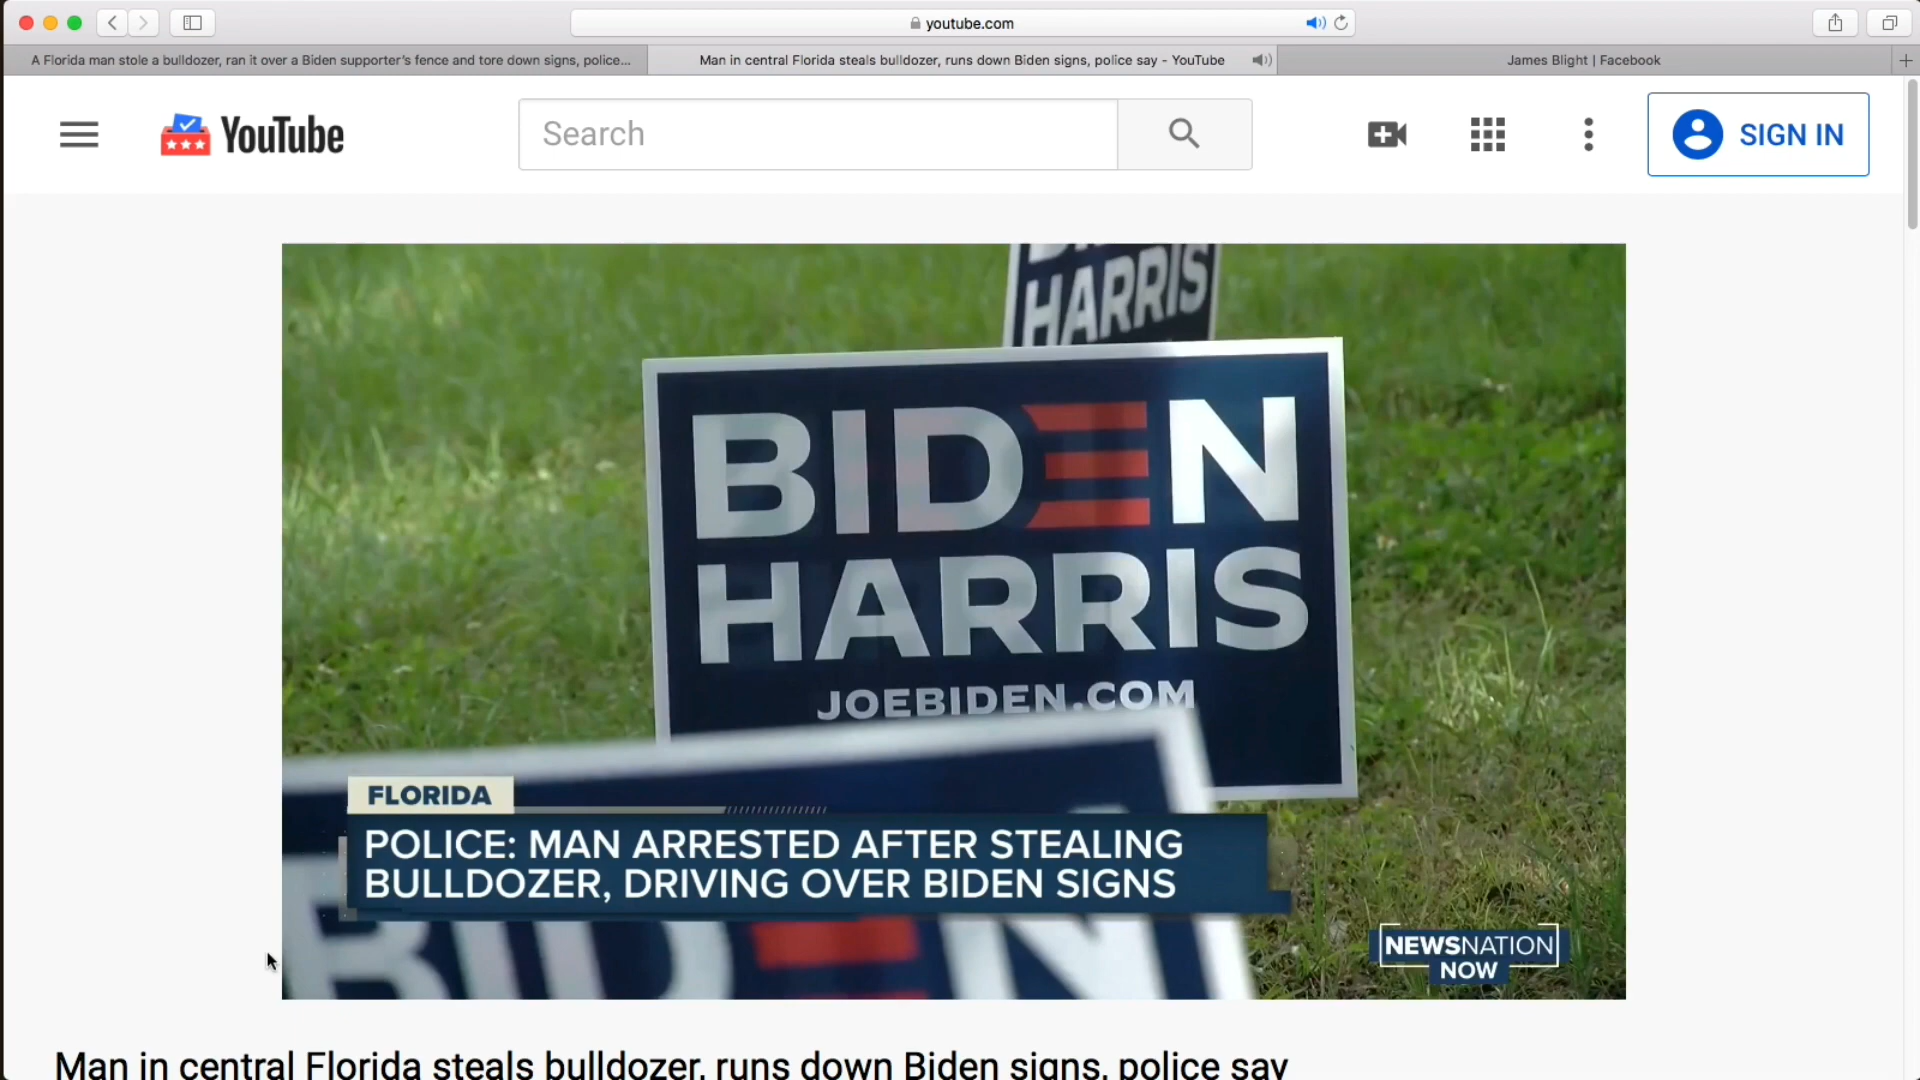 youtube.com
A Florida man stole a bulldozer, ran it over a Biden supporter's fence and tore down signs, police...
Man in central Florida steals bulldozer, runs down Biden signs, police say - YouTube
James Blight | Facebook
YouTube
Search
SIGN IN
HARRIS
BIDEN
HARRIS
JOEBIDEN.COM
FLORIDA
POLICE: MAN ARRESTED AFTER STEALING
BULLDOZER, DRIVING OVER BIDEN SIGNS
BIDEN
NEWSNATION
NOW
Man in central Florida steals bulldozer, runs down Biden signs, police say